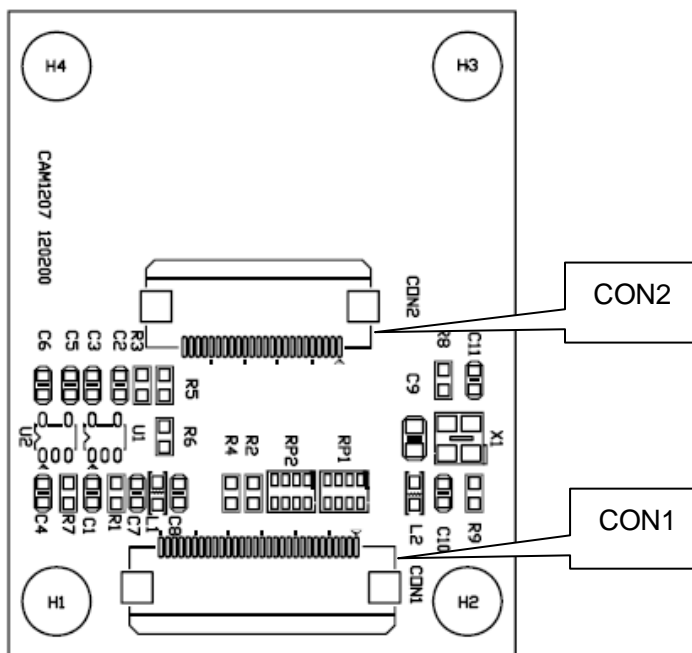 H4
H3
CAM1207 120200
CON2
CON2
C6
C5
C3
C2
R3
R8
C11
R5
C9
U2
U1
R6
X1
R4
R2
RP2
RP1
C4
R7
C1
R1
C7
L1
C8
L2
C10
R9
CON1
CON1
H1
H2